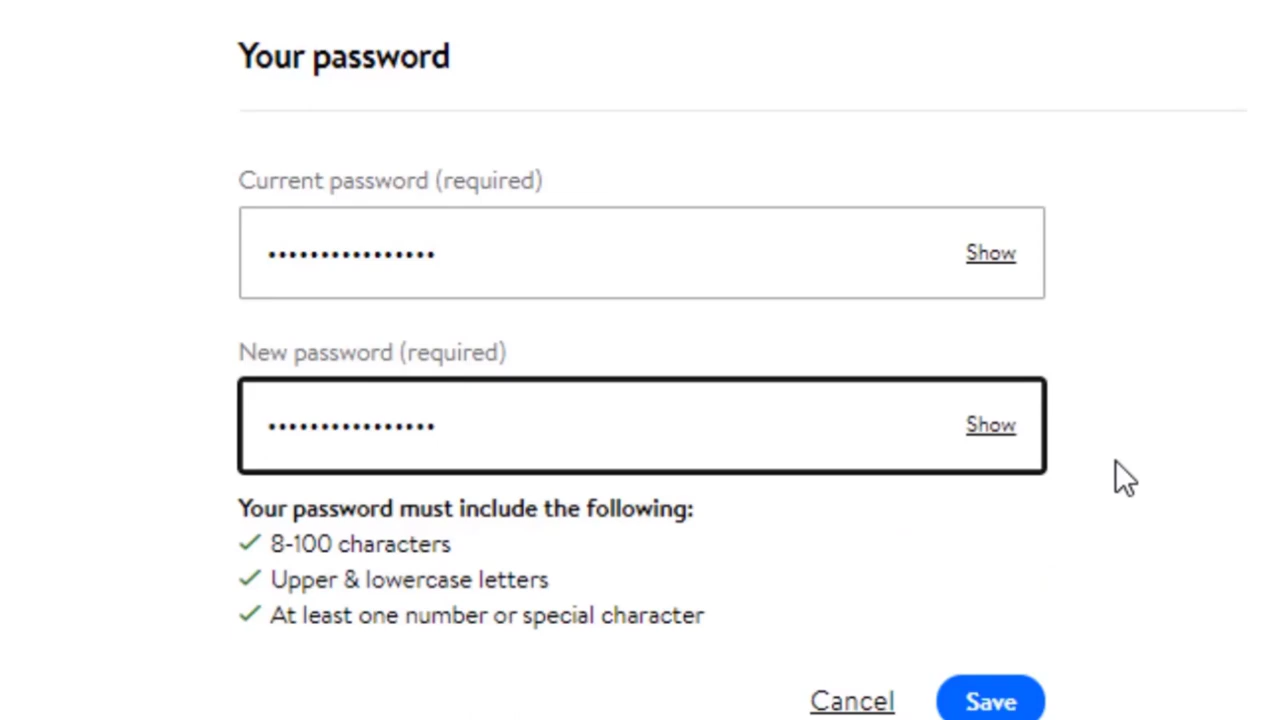 Your password
Current password (required)
••••••••••••••••
Show
New password (required)
••••••••••••••••
Show
Your password must include the following:
✓ 8-100 characters
✓ Upper & lowercase letters
✓ At least one number or special character
Cancel
Save